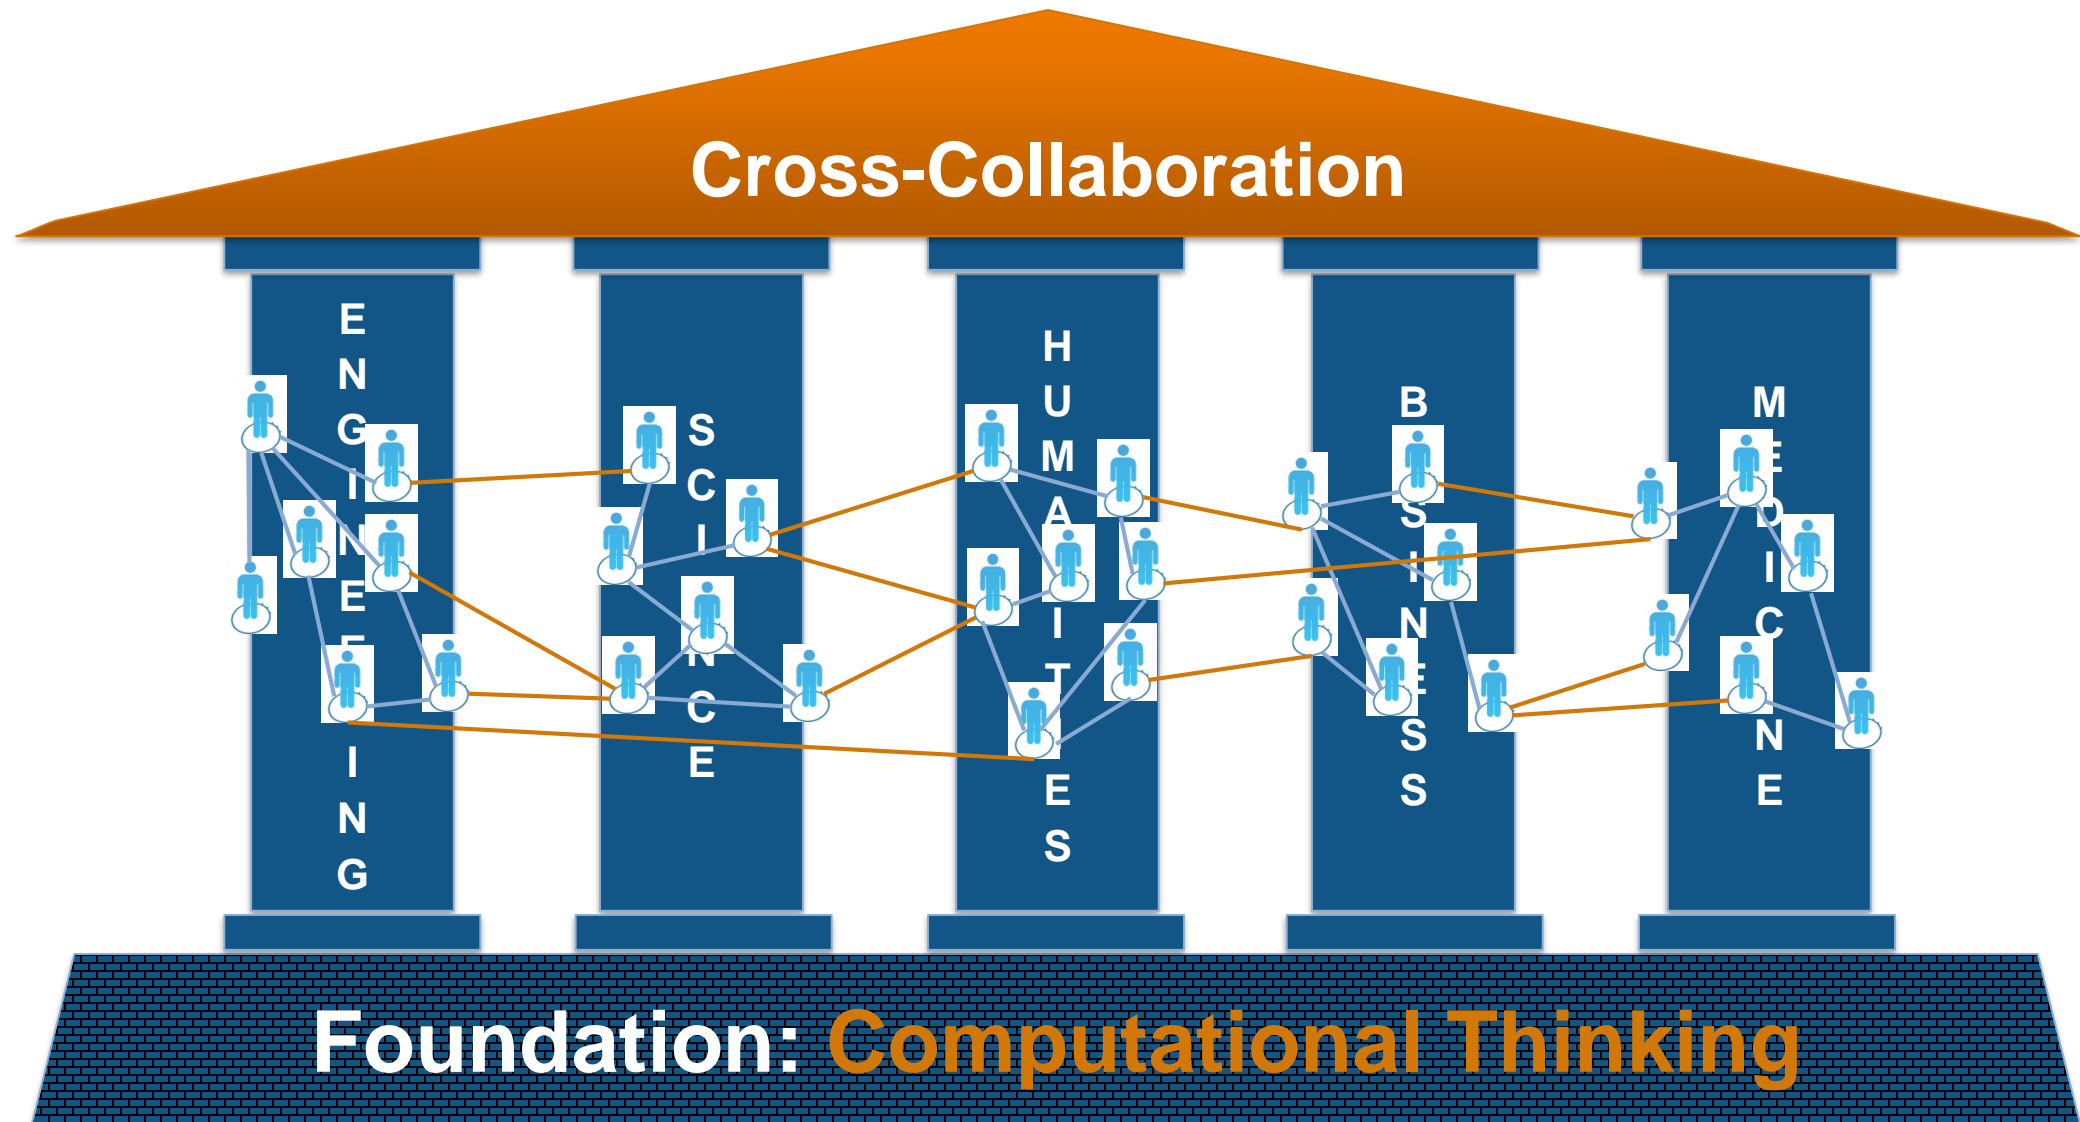 Cross-Collaboration
ENGINEERING
SCIENCE
HUMANITIES
BUSINESS
MEDICINE
Foundation: Computational Thinking